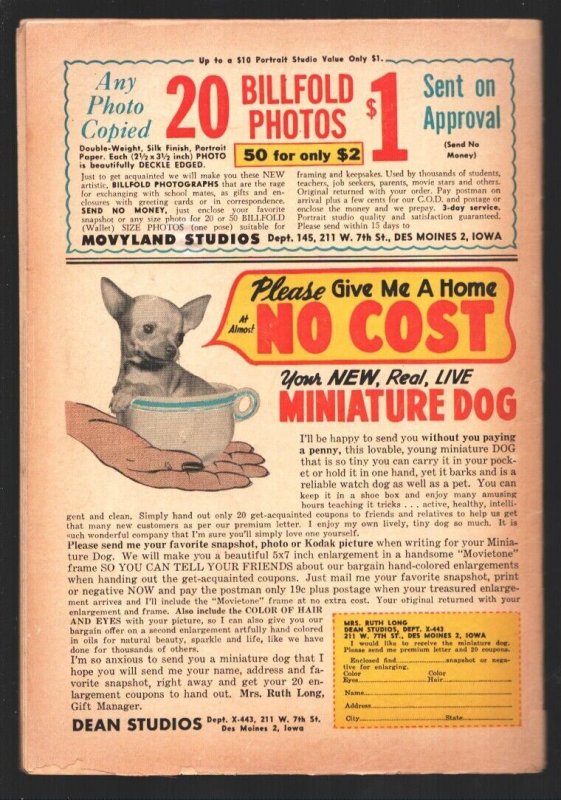 Up to a $10 Portrait Studio Value Only $1.
Any
Photo
Copied
20
BILLFOLD
PHOTOS
$1
50 for only $2
Sent on
Approval
(Send No
Money)
Double-Weight, Silk Finish, Portrait
Paper. Each (2½x3½ inch) PHOTO
is beautifully DECKLE EDGED.
Just to get acquainted we will make you these NEW
artistic, BILLFOLD PHOTOGRAPHS that are the rage
for exchanging with school mates, as gifts and en-
closures with greeting cards or in correspondence.
SEND NO MONEY, just enclose your favorite
snapshot or any size photo for 20 or 50 BILLFOLD
(Wallet) SIZE PHOTOS (one pose) suitable for
framing and keepsakes. Used by thousands of students,
teachers, job seekers, parents, movie stars and others.
Original returned with your order. Pay postman on
arrival plus a few cents for our C.O.D. and postage or
enclose the money and we prepay. 3-day service.
Portrait studio quality and satisfaction guaranteed.
Please send within 15 days to
MOVYLAND STUDIOS Dept. 145, 211 W. 7th St., DES MOINES 2, IOWA
Please Give Me A Home
At
Almost
NO COST
Your NEW, Real, LIVE
MINIATURE DOG
I'll be happy to send you without you paying
a penny, this lovable, young miniature DOG
that is so tiny you can carry it in your pock-
et or hold it in one hand, yet it barks and is a
reliable watch dog as well as a pet. You can
keep it in a shoe box and enjoy many amusing
hours teaching it tricks . . . active, healthy, intelli-
gent and clean. Simply hand out only 20 get-acquainted coupons to friends and relatives to help us get
that many new customers as per our premium letter. I enjoy my own lively, tiny dog so much. It is
such wonderful company that I'm sure you'll simply love one yourself.
Please send me your favorite snapshot, photo or Kodak picture when writing for your Minia-
ture Dog. We will make you a beautiful 5x7 inch enlargement in a handsome "Movietone"
frame SO YOU CAN TELL YOUR FRIENDS about our bargain hand-colored enlargements
when handing out the get-acquainted coupons. Just mail me your favorite snapshot, print
or negative NOW and pay the postman only 19c plus postage when your treasured enlarge-
ment arrives and I'll include the "Movietone" frame at no extra cost. Your original returned with your
enlargement and frame. Also include the COLOR OF HAIR
AND EYES with your picture, so I can also give you our
bargain offer on a second enlargement artfully hand colored
in oils for natural beauty, sparkle and life, like we have
done for thousands of others.
I'm so anxious to send you a miniature dog that I
hope you will send me your name, address and fa-
vorite snapshot, right away and get your 20 en-
largement coupons to hand out. Mrs. Ruth Long,
Gift Manager.
DEAN STUDIOS Dept. X-443, 211 W. 7th St.
Des Moines 2, Iowa
MRS. RUTH LONG
DEAN STUDIOS, DEPT. X-443
211 W. 7TH ST., DES MOINES 2, IOWA
I would like to receive the miniature dog.
Please send me premium letter and 20 coupons.
Enclosed find snapshot or nega-
tive for enlarging.
Color Color
Eyes Hair
Name
Address
City State